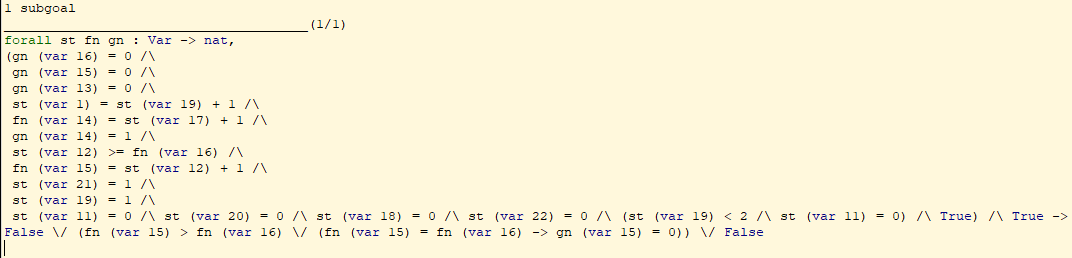 1 subgoal
______________________________________(1/1)
forall st fn gn : Var -> nat,
(gn (var 16) = 0 /\
gn (var 15) = 0 /\
gn (var 13) = 0 /\
st (var 1) = st (var 19) + 1 /\
fn (var 14) = st (var 17) + 1 /\
gn (var 14) = 1 /\
st (var 12) >= fn (var 16) /\
fn (var 15) = st (var 12) + 1 /\
st (var 21) = 1 /\
st (var 19) = 1 /\
st (var 11) = 0 /\ st (var 20) = 0 /\ st (var 18) = 0 /\ st (var 22) = 0 /\ (st (var 19) < 2 /\ st (var 11) = 0) /\ True) /\ True ->
False \/ (fn (var 15) > fn (var 16) \/ (fn (var 15) = fn (var 16) -> gn (var 15) = 0)) \/ False